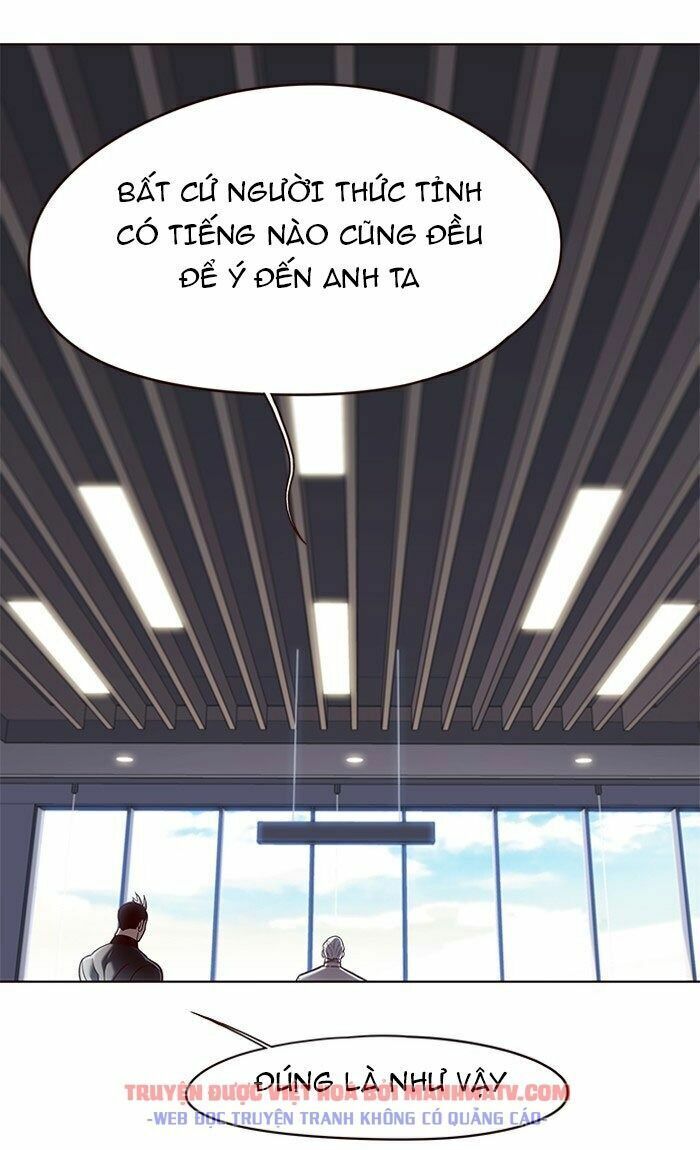 BẤT CỨ NGƯỜI THỨC TỈNH
CÓ TIẾNG NÀO CŨNG ĐỀU
ĐỂ Ý ĐẾN ANH TA
ĐÚNG LÀ NHƯ VẬY
TRUYỆN ĐƯỢC VIỆT HOÁ BỞI MANHWATV.COM
-WEB ĐỌC TRUYỆN TRANH KHÔNG CÓ QUẢNG CÁO-